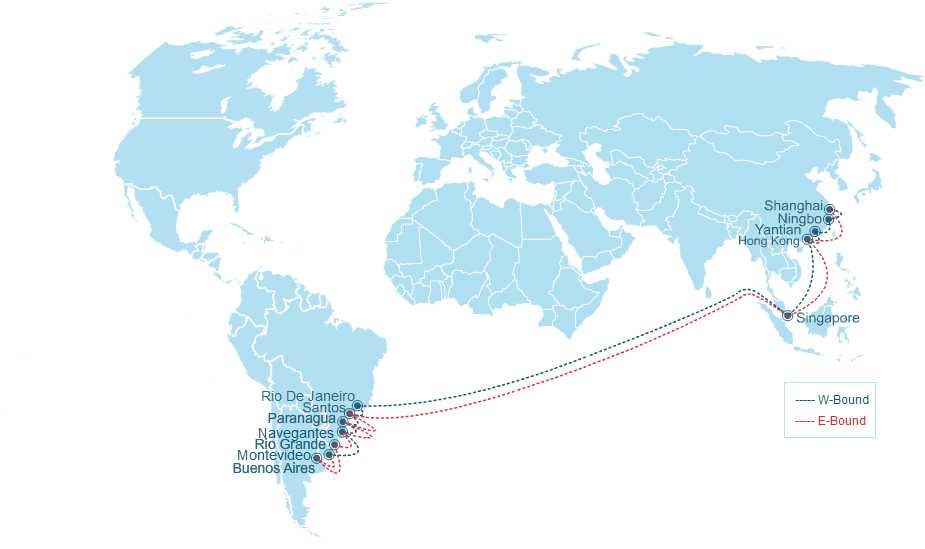 Shanghai
Ningbo
Yantian
Hong Kong
Singapore
Rio De Janeiro
Santos
Paranagua
Navegantes
Rio Grande
Montevideo
Buenos Aires
W-Bound
E-Bound